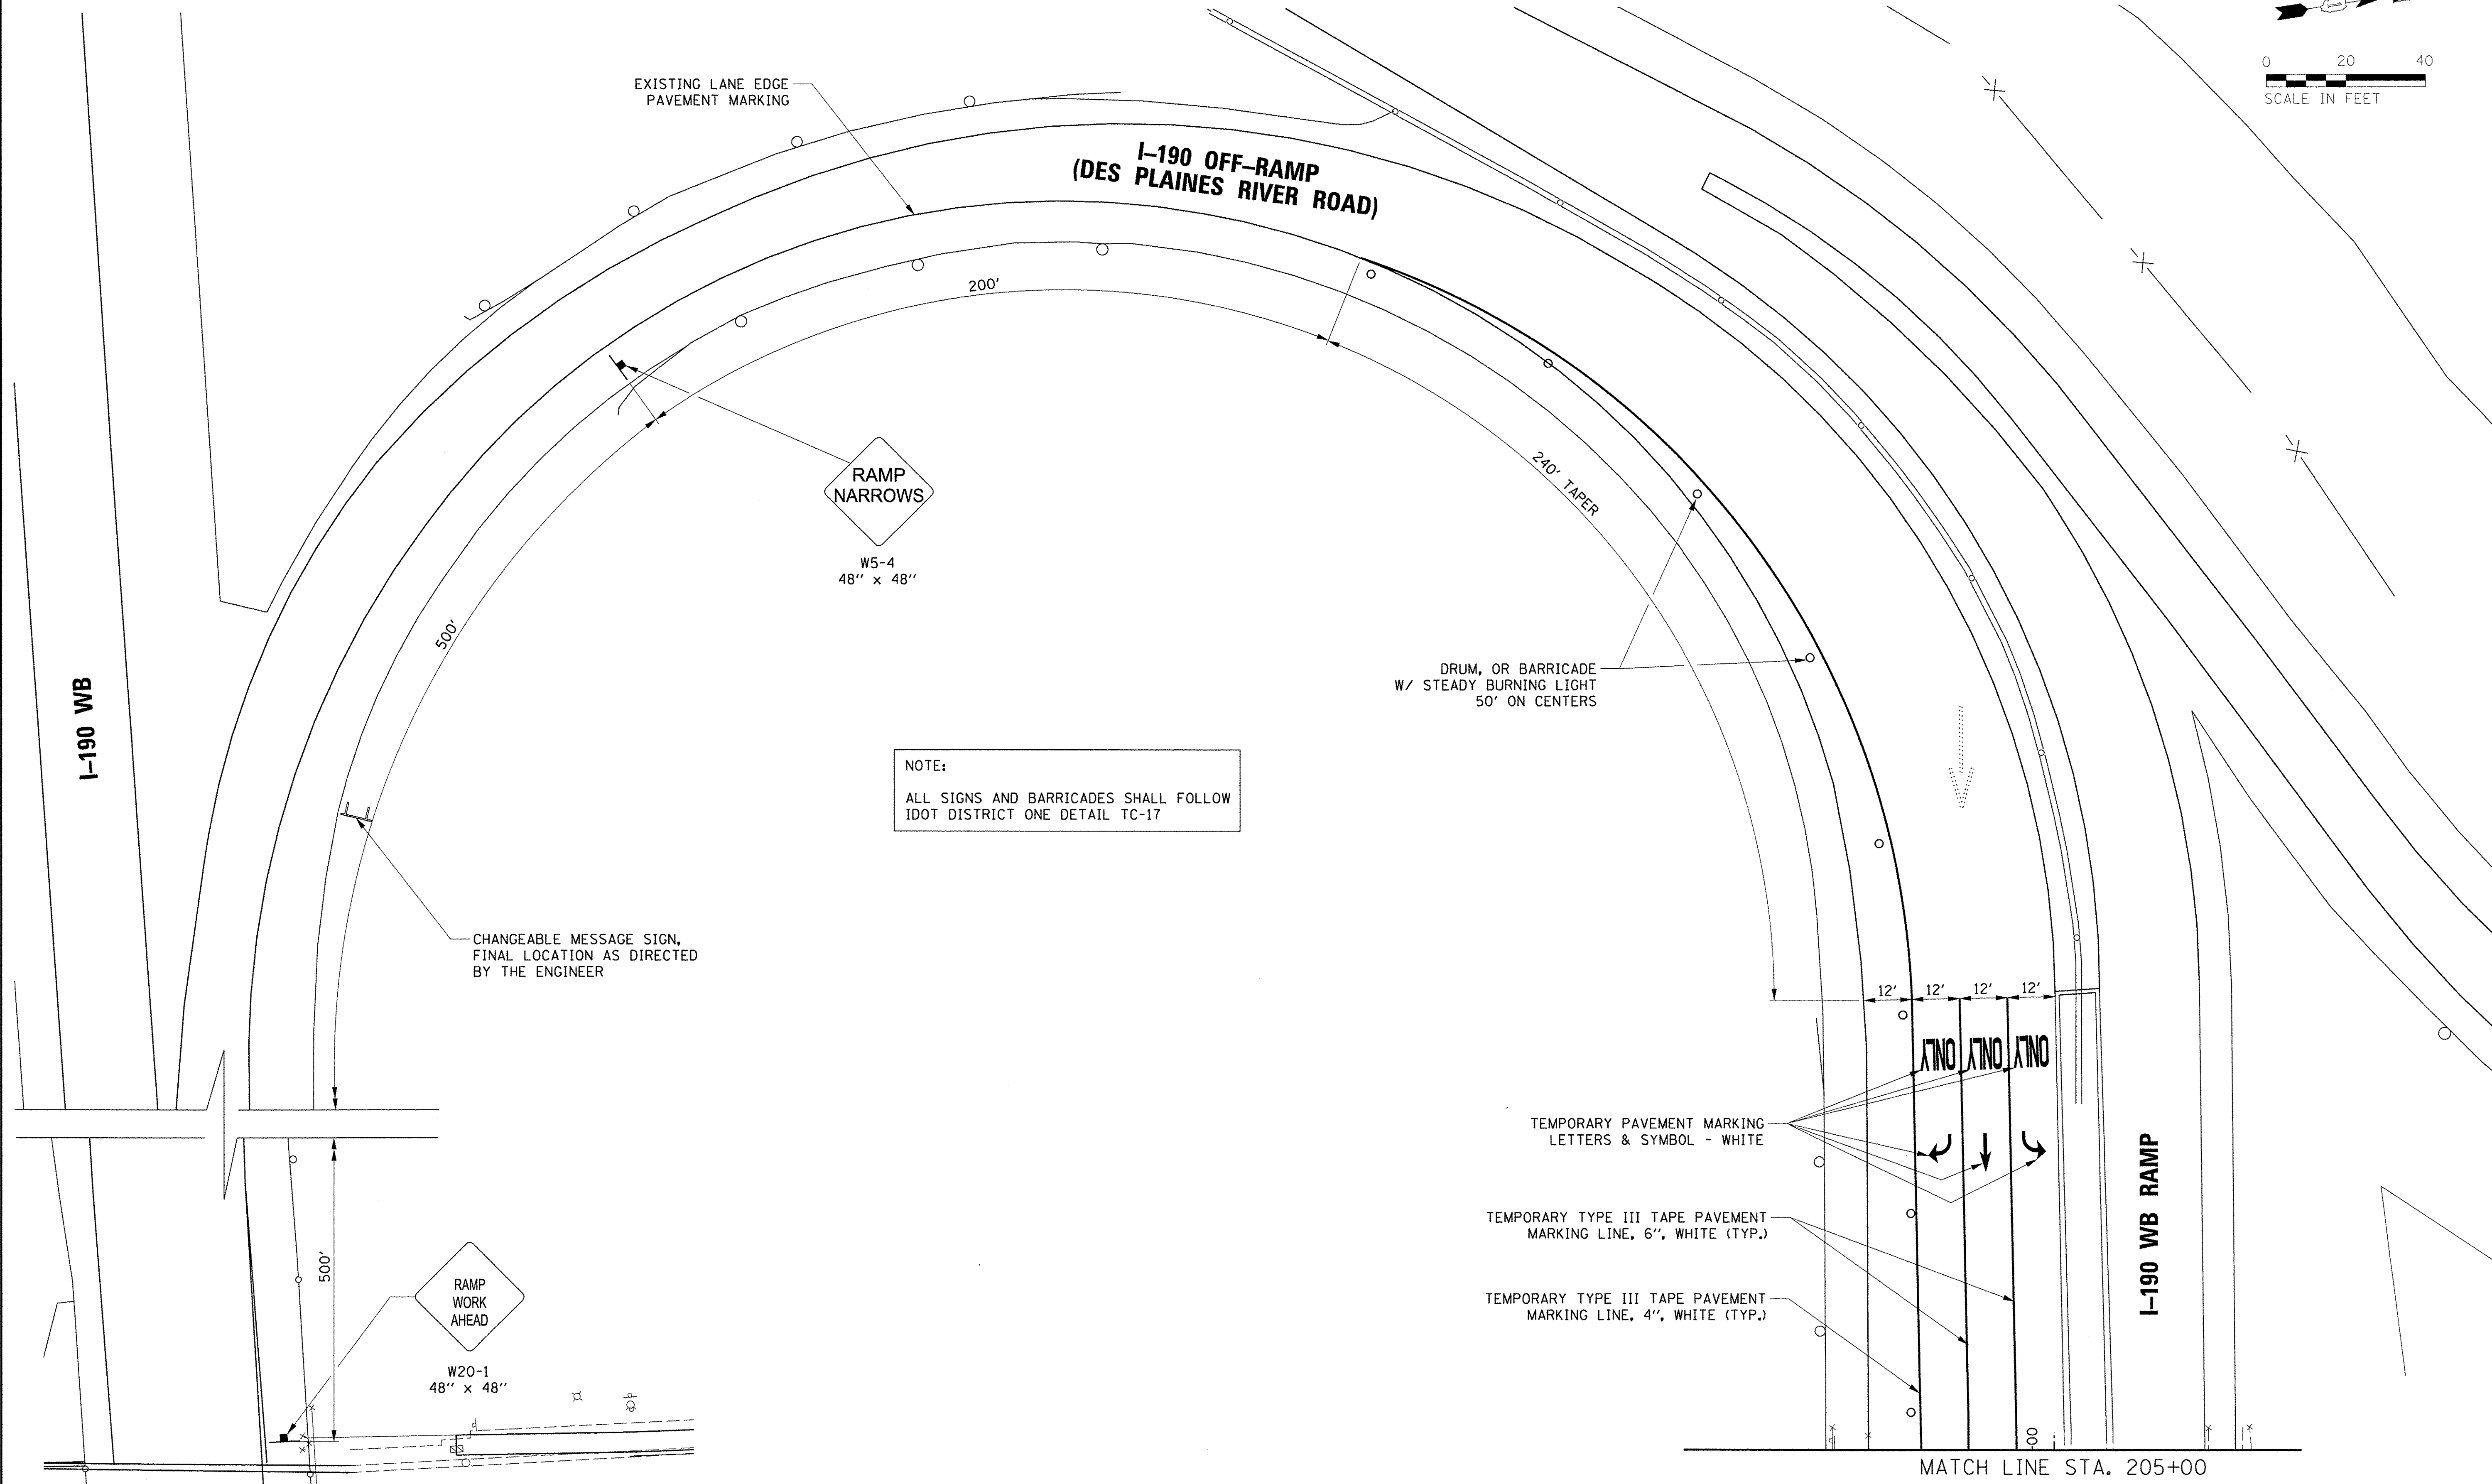 0 20 40
SCALE IN FEET
EXISTING LANE EDGE
PAVEMENT MARKING
I-190 OFF-RAMP
(DES PLAINES RIVER ROAD)
200'
RAMP
NARROWS
W5-4
48" x 48"
240' TAPER
500'
I-190 WB
DRUM, OR BARRICADE
W/ STEADY BURNING LIGHT
50' ON CENTERS
NOTE:
ALL SIGNS AND BARRICADES SHALL FOLLOW
IDOT DISTRICT ONE DETAIL TC-17
CHANGEABLE MESSAGE SIGN,
FINAL LOCATION AS DIRECTED
BY THE ENGINEER
12' 12' 12' 12'
ONLY ONLY ONLY
TEMPORARY PAVEMENT MARKING
LETTERS & SYMBOL - WHITE
TEMPORARY TYPE III TAPE PAVEMENT
MARKING LINE, 6", WHITE (TYP.)
I-190 WB RAMP
TEMPORARY TYPE III TAPE PAVEMENT
MARKING LINE, 4", WHITE (TYP.)
500'
RAMP
WORK
AHEAD
W20-1
48" x 48"
MATCH LINE STA. 205+00